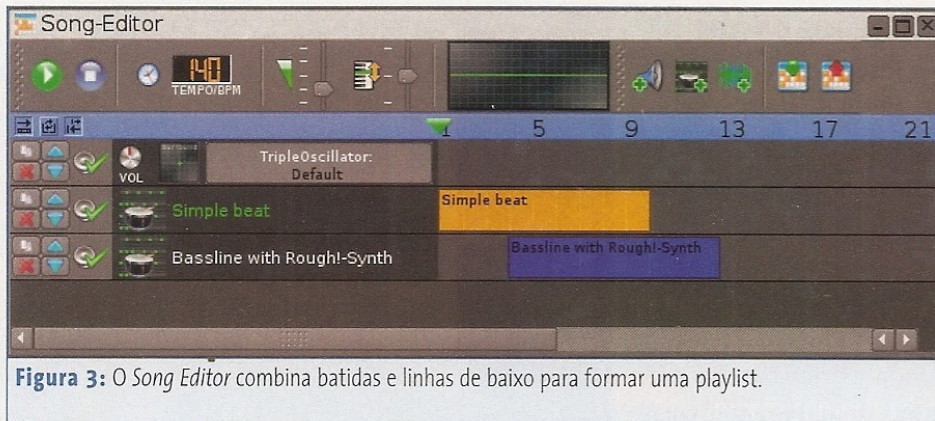 Song-Editor
140
TEMPO/BPM
1 5 9 13 17 21
VOL
SURROUND
TripleOscillator:
Default
Simple beat
Simple beat
Bassline with Rough!-Synth
Bassline with Rough!-Synth
Figura 3: O Song Editor combina batidas e linhas de baixo para formar uma playlist.